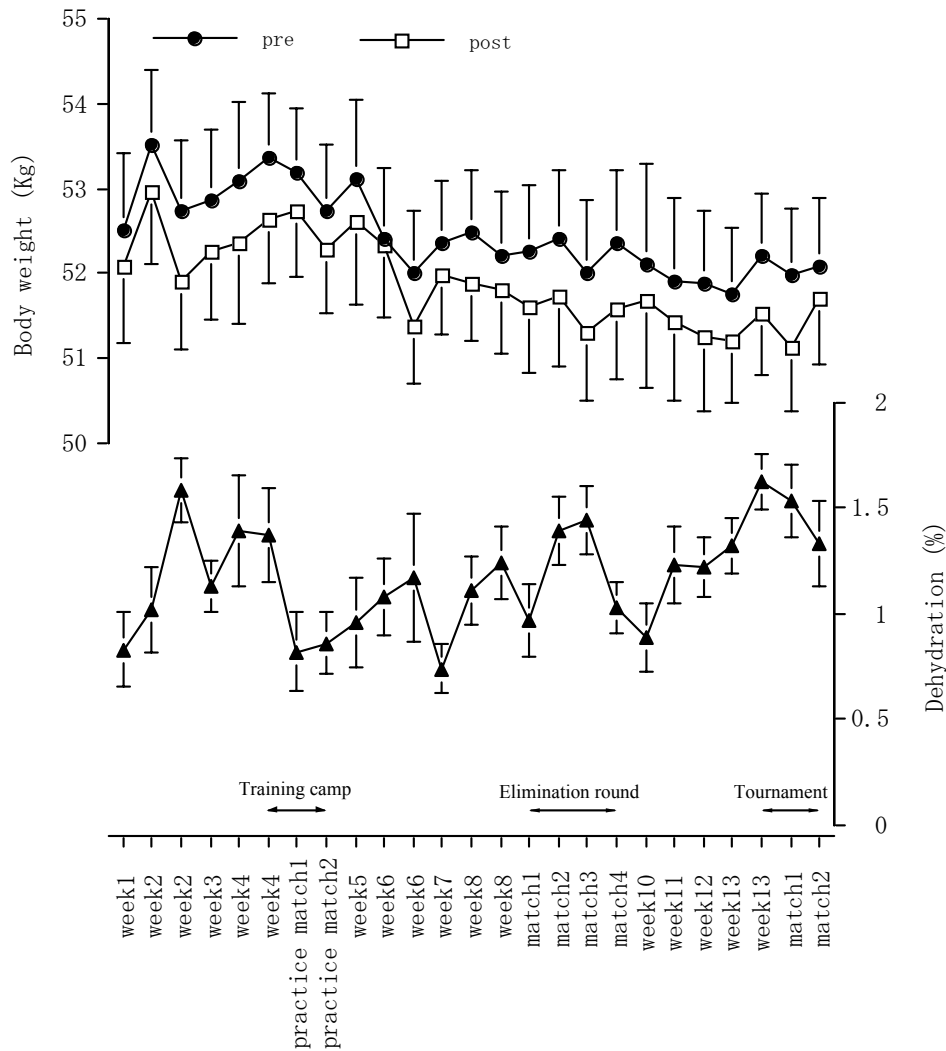 pre
post
Body weight (Kg)
55
54
53
52
51
50
Dehydration (%)
2
1.5
1
0.5
0
Training camp
Elimination round
Tournament
week1
week2
week2
week3
week4
week4
practice match1
practice match2
week5
week6
week6
week7
week8
week8
match1
match2
match3
match4
week10
week11
week12
week13
week13
match1
match2